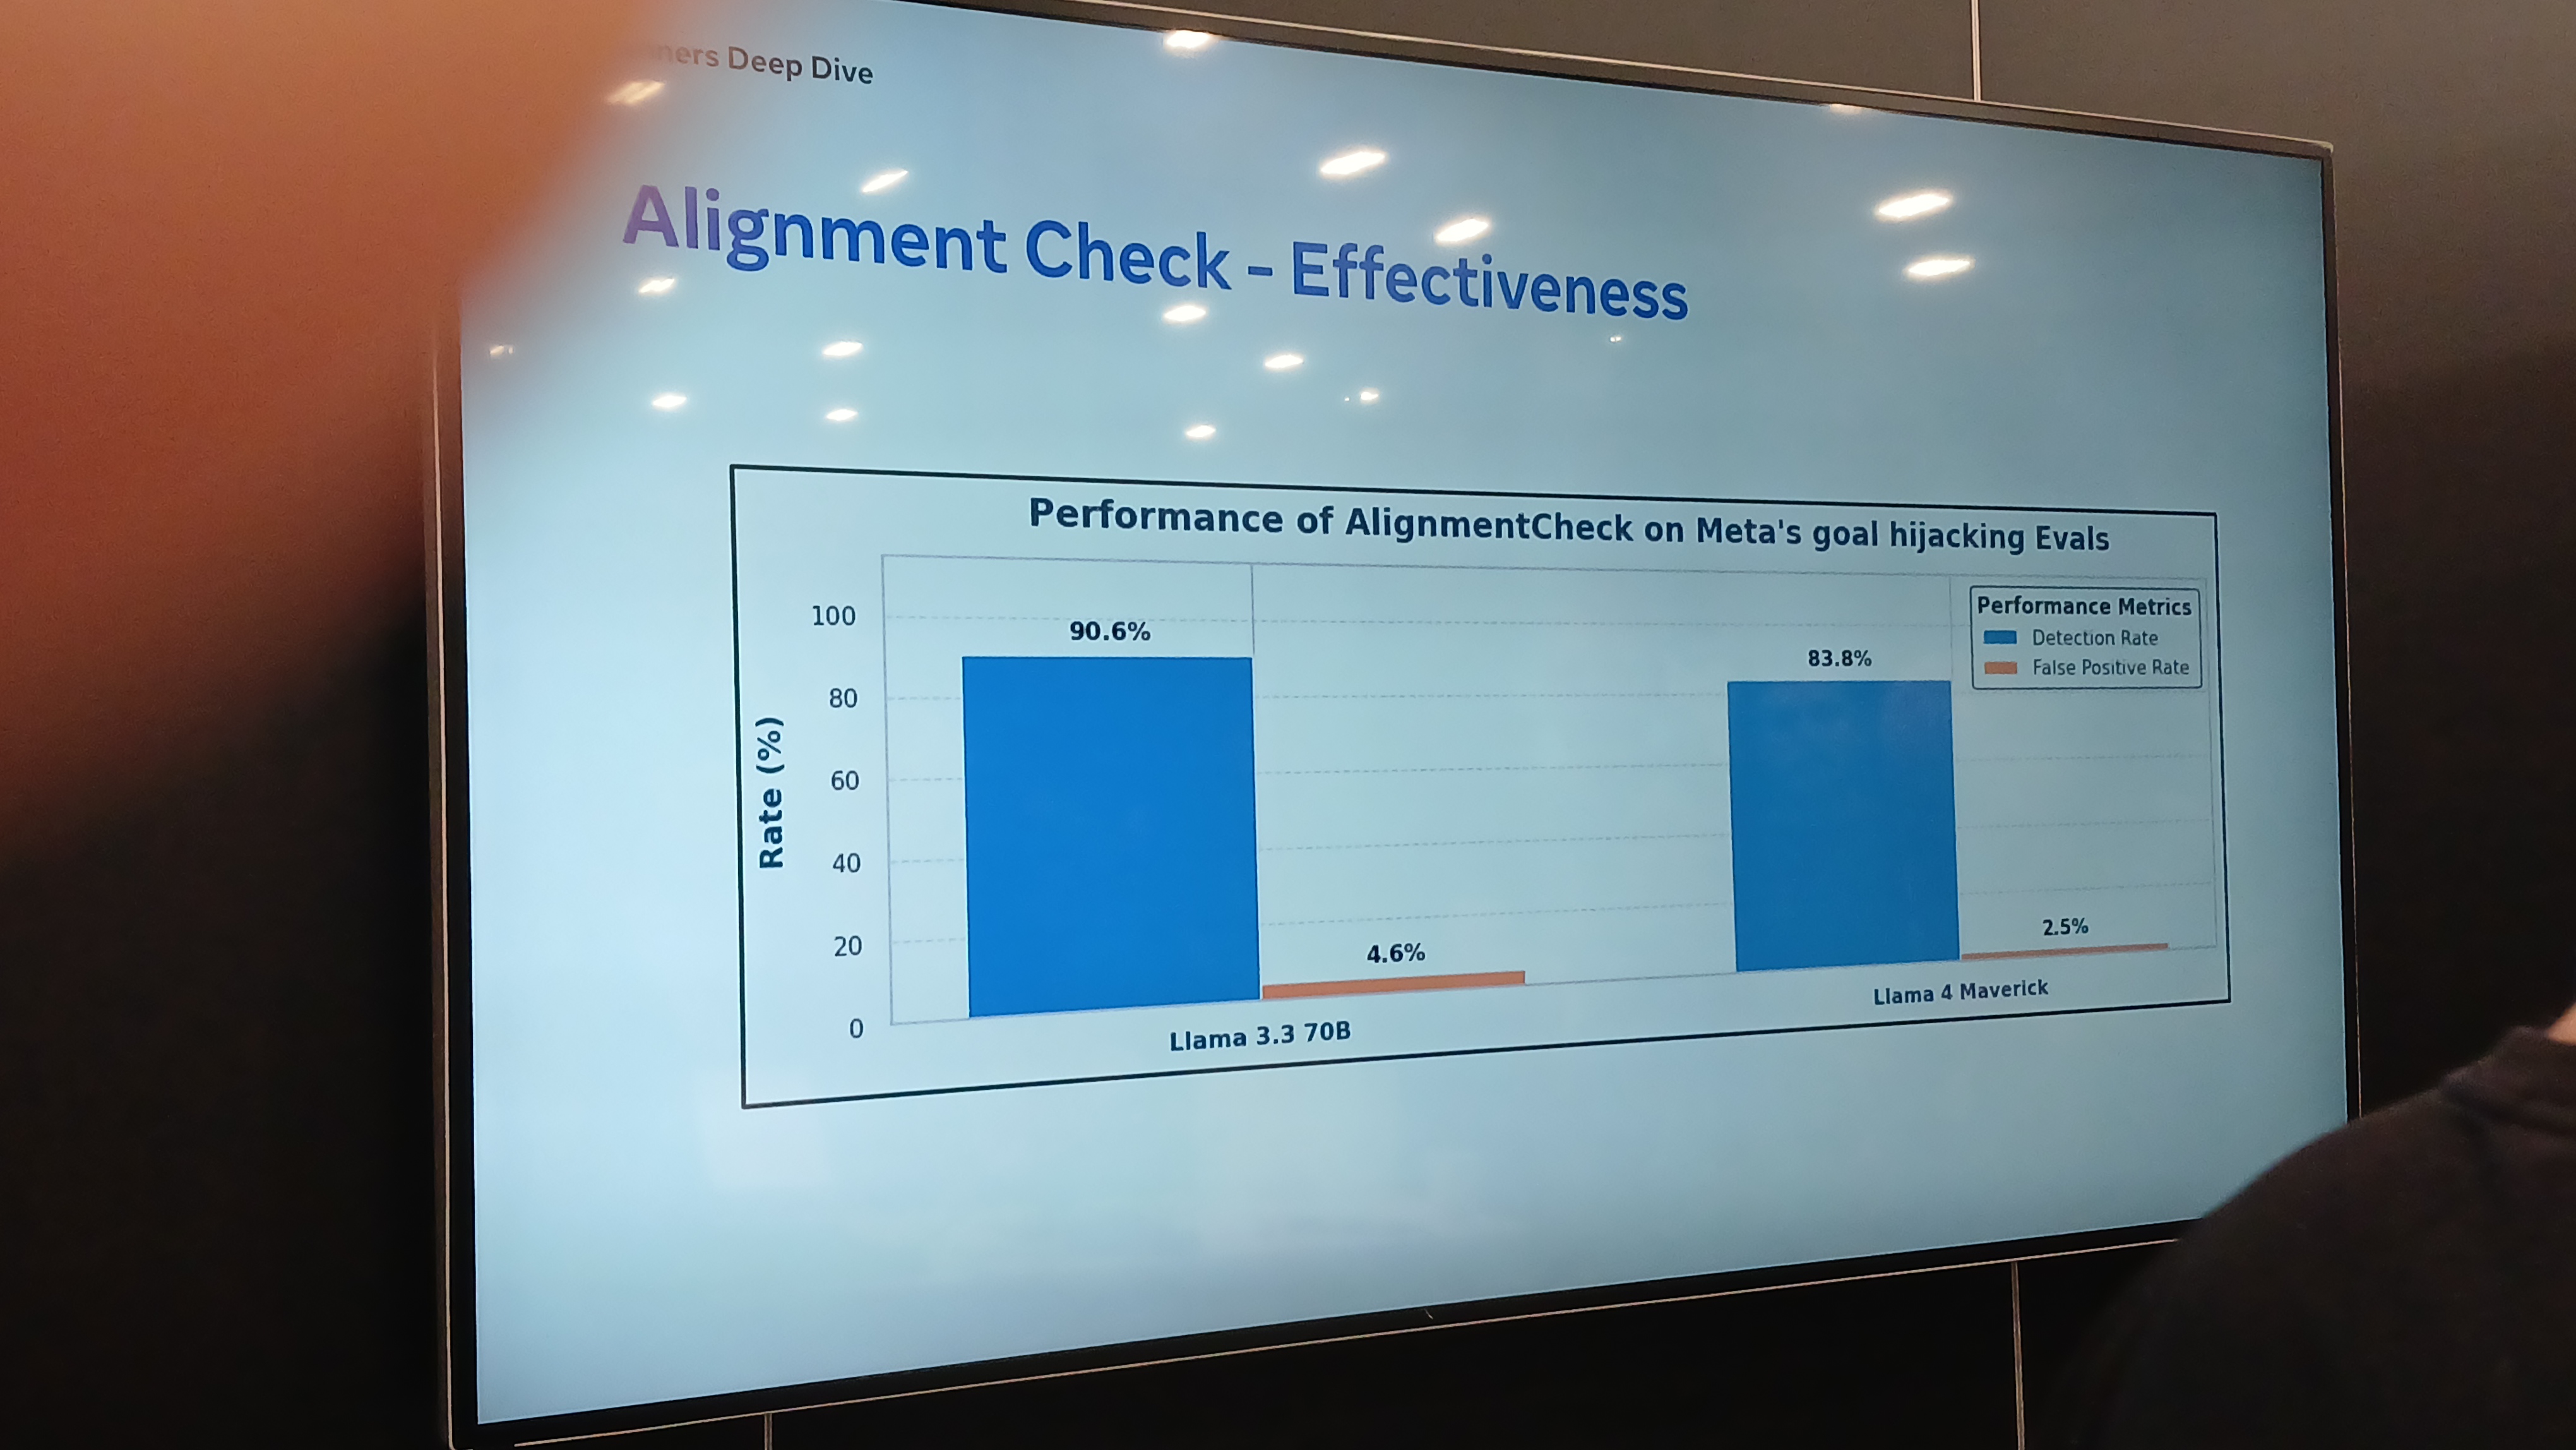 Deep Dive
Alignment Check - Effectiveness
Performance of AlignmentCheck on Meta's goal hijacking Evals
Performance Metrics
Detection Rate
False Positive Rate
Rate (%)
100
80
60
40
20
0
90.6%
4.6%
83.8%
2.5%
Llama 3.3 70B
Llama 4 Maverick